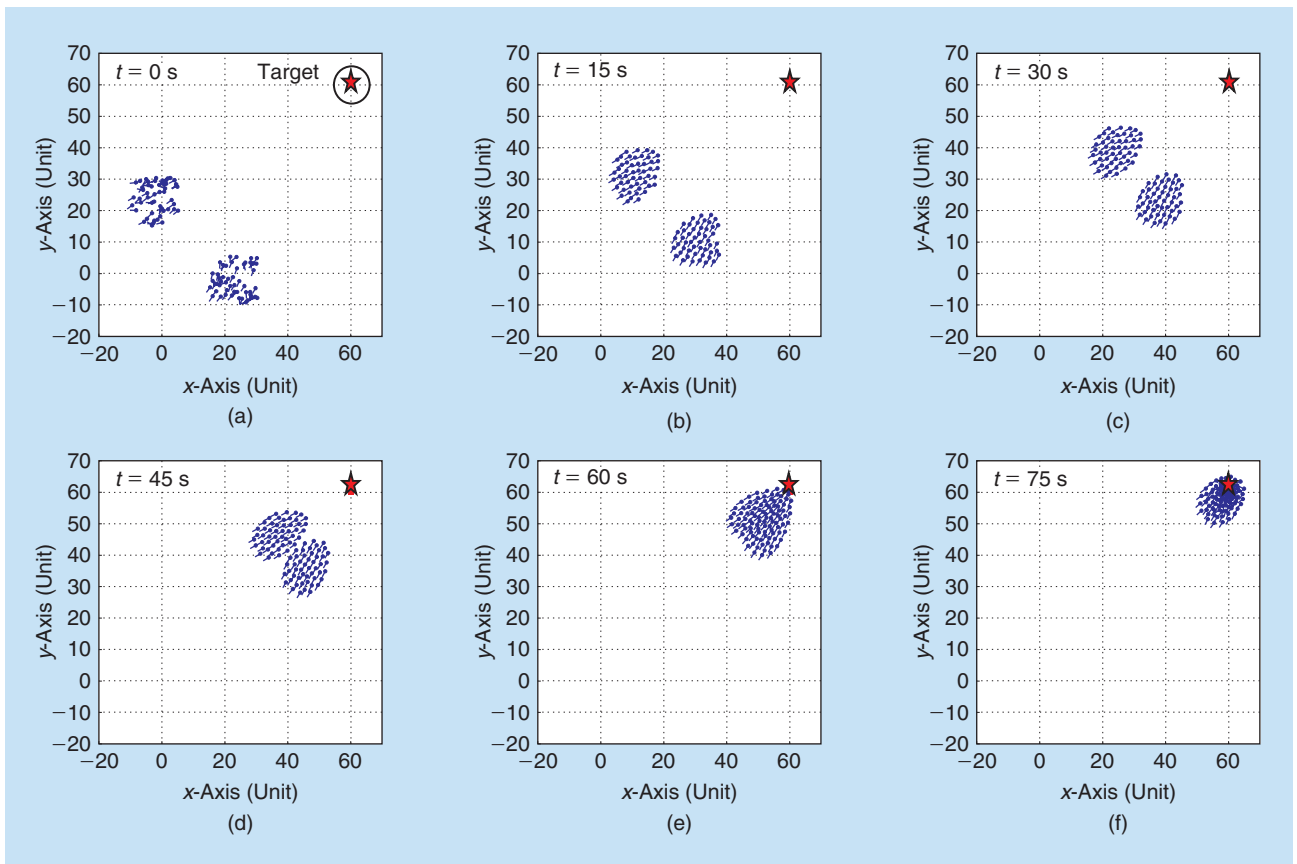 70
60
50
40
30
20
10
0
−10
−20
t = 0 s
Target
y-Axis (Unit)
−20 0 20 40 60
x-Axis (Unit)
(a)
70
60
50
40
30
20
10
0
−10
−20
t = 15 s
y-Axis (Unit)
−20 0 20 40 60
x-Axis (Unit)
(b)
70
60
50
40
30
20
10
0
−10
−20
t = 30 s
y-Axis (Unit)
−20 0 20 40 60
x-Axis (Unit)
(c)
70
60
50
40
30
20
10
0
−10
−20
t = 45 s
y-Axis (Unit)
−20 0 20 40 60
x-Axis (Unit)
(d)
70
60
50
40
30
20
10
0
−10
−20
t = 60 s
y-Axis (Unit)
−20 0 20 40 60
x-Axis (Unit)
(e)
70
60
50
40
30
20
10
0
−10
−20
t = 75 s
y-Axis (Unit)
−20 0 20 40 60
x-Axis (Unit)
(f)